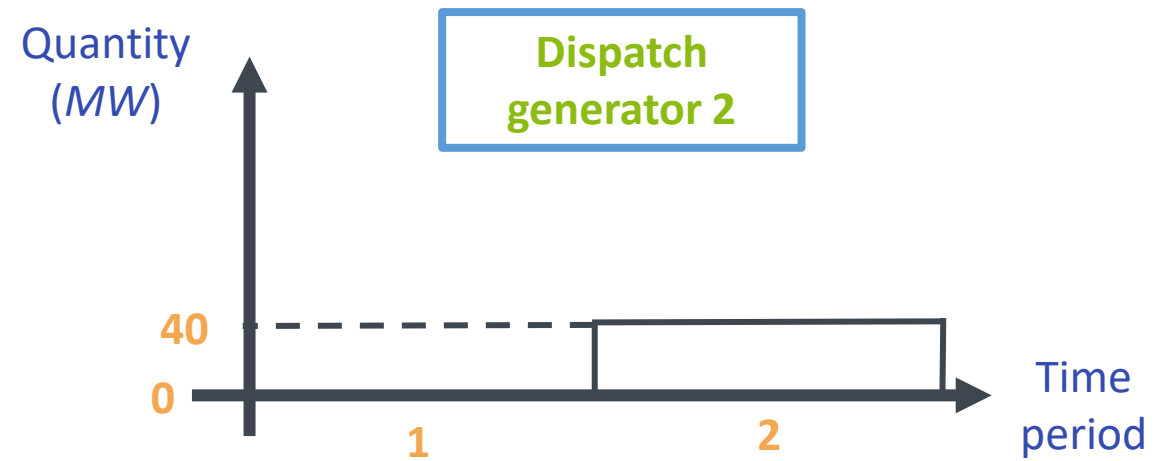 Quantity
(MW)
Dispatch
generator 2
40
0
1
2
Time
period